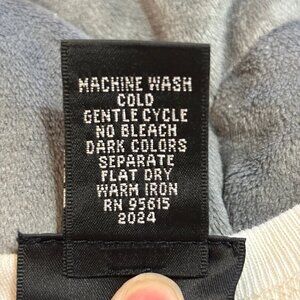 MACHINE WASH
COLD
GENTLE CYCLE
NO BLEACH
DARK COLORS
SEPARATE
FLAT DRY
WARM IRON
RN 95615
2024